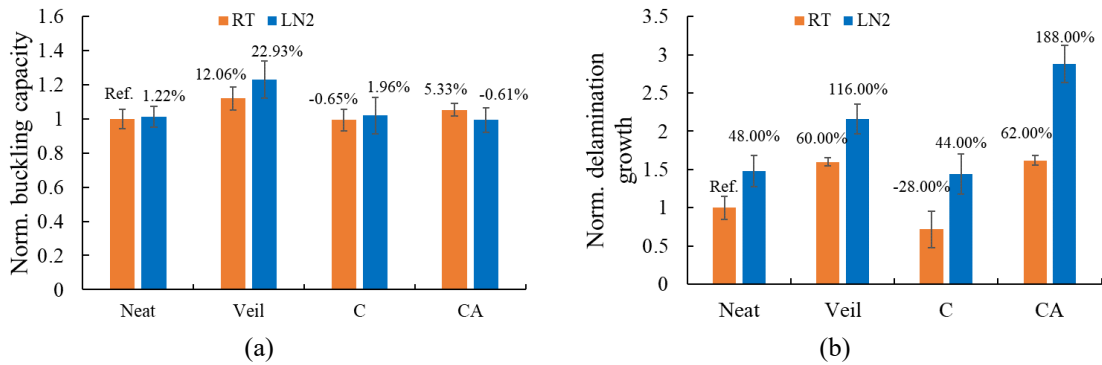 Norm. buckling capacity
1.6
1.4
1.2
1
0.8
0.6
0.4
0.2
0
RT LN2
Ref.
1.22%
12.06%
22.93%
-0.65%
1.96%
5.33%
-0.61%
Neat Veil C CA
(a)
Norm. delamination
growth
3.5
3
2.5
2
1.5
1
0.5
0
RT LN2
Ref.
48.00%
60.00%
116.00%
-28.00%
44.00%
62.00%
188.00%
Neat Veil C CA
(b)